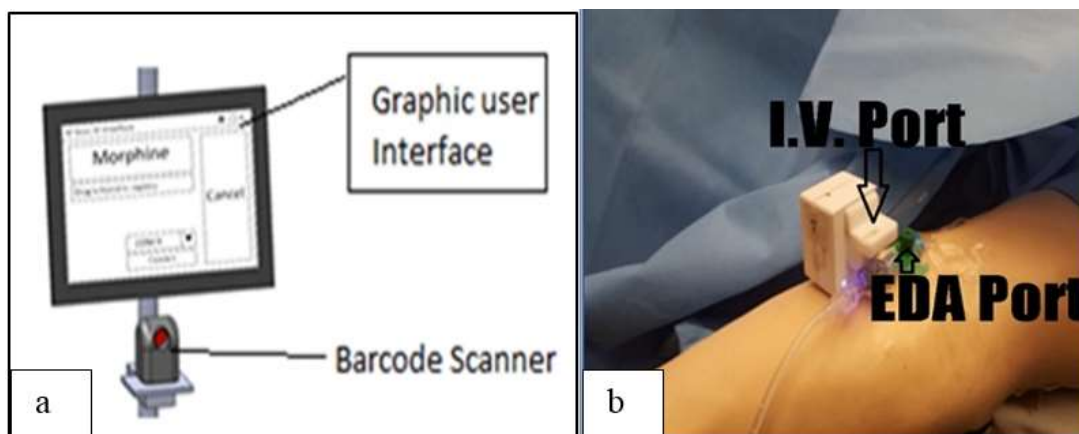 Morphine
Cancel
Graphic user
Interface
Barcode Scanner
a
I.V. Port
EDA Port
b